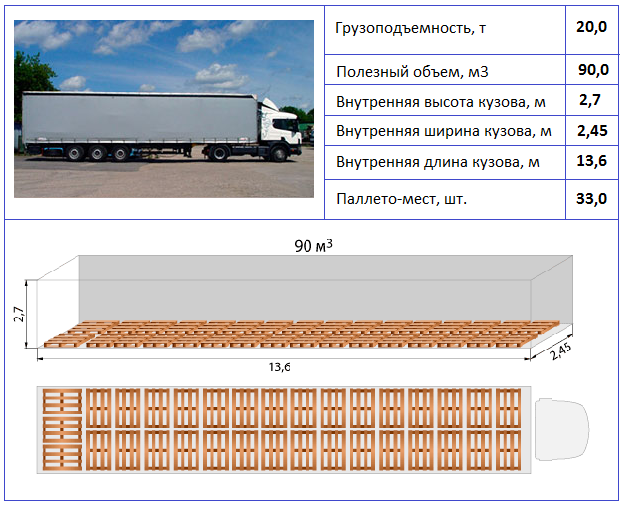 Грузоподъемность, т 20,0
Полезный объем, м3 90,0
Внутренняя высота кузова, м 2,7
Внутренняя ширина кузова, м 2,45
Внутренняя длина кузова, м 13,6
Паллето-мест, шт. 33,0
90 м3
2,7
13,6
2,45